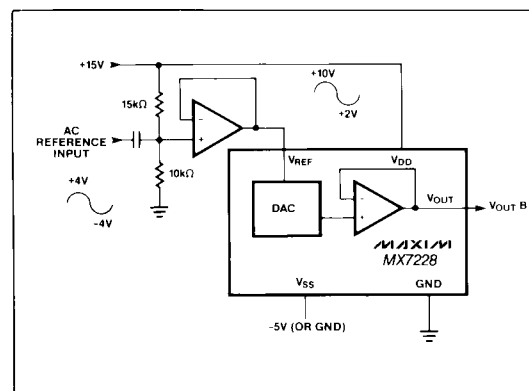 +15V
+10V
15kΩ
+2V
−
+
AC
REFERENCE
INPUT
VREF
VDD
10kΩ
+4V
−4V
DAC
−
+
VOUT
VOUT B
MAXIM
MX7228
VSS
GND
−5V (OR GND)